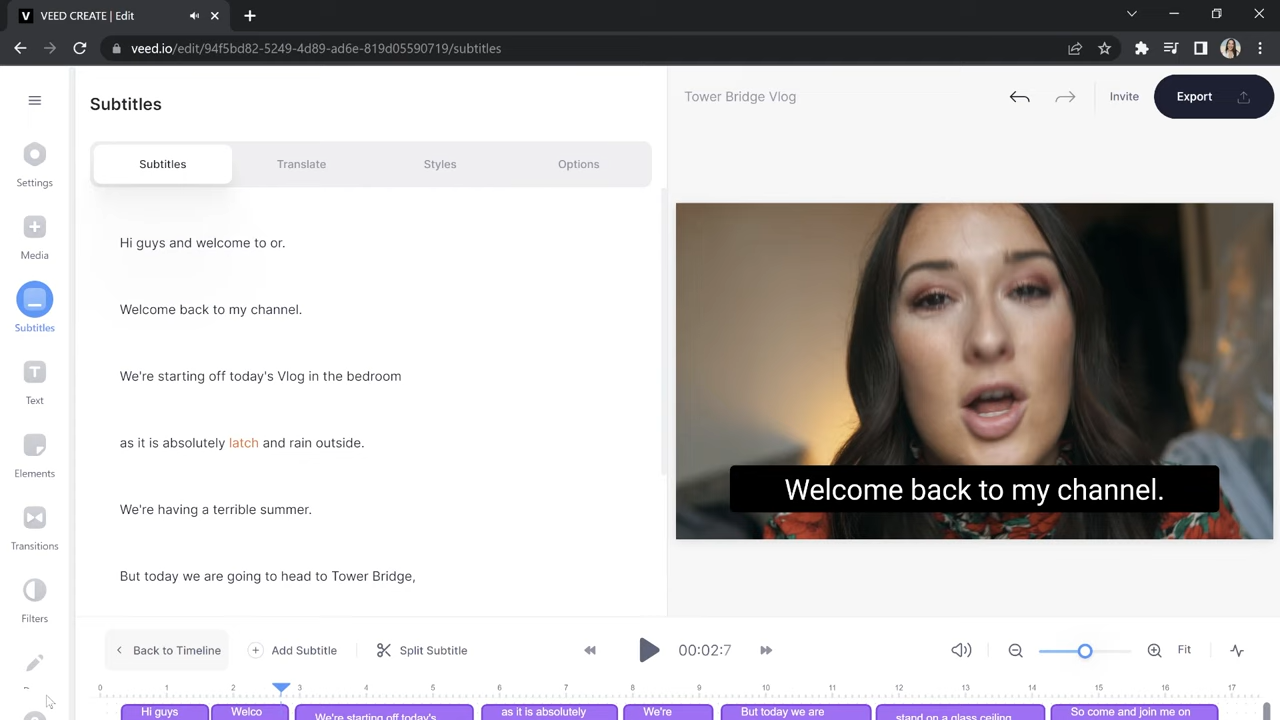 VEED CREATE | Edit
veed.io/edit/94f5bd82-5249-4d89-ad6e-819d05590719/subtitles
Subtitles
Tower Bridge Vlog
Invite
Export
Settings
Media
Subtitles
Text
Elements
Transitions
Filters
Subtitles Translate Styles Options
Hi guys and welcome to or.
Welcome back to my channel.
We're starting off today's Vlog in the bedroom
as it is absolutely latch and rain outside.
We're having a terrible summer.
But today we are going to head to Tower Bridge,
Welcome back to my channel.
Back to Timeline
Add Subtitle
Split Subtitle
00:02:7
Fit
0 1 2 3 4 5 6 7 8 9 10 11 12 13 14 15 16 17
Hi guys
Welco
We're starting off today's
as it is absolutely
We're
But today we are
stand on a glass ceiling
So come and join me on